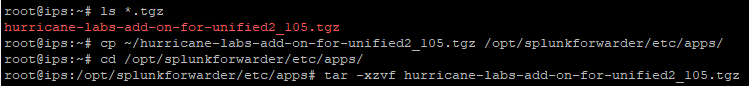 root@ips:~# ls *.tgz
hurricane-labs-add-on-for-unified2_105.tgz
root@ips:~# cp ~/hurricane-labs-add-on-for-unified2_105.tgz /opt/splunkforwarder/etc/apps/
root@ips:~# cd /opt/splunkforwarder/etc/apps/
root@ips:/opt/splunkforwarder/etc/apps# tar -xzvf hurricane-labs-add-on-for-unified2_105.tgz